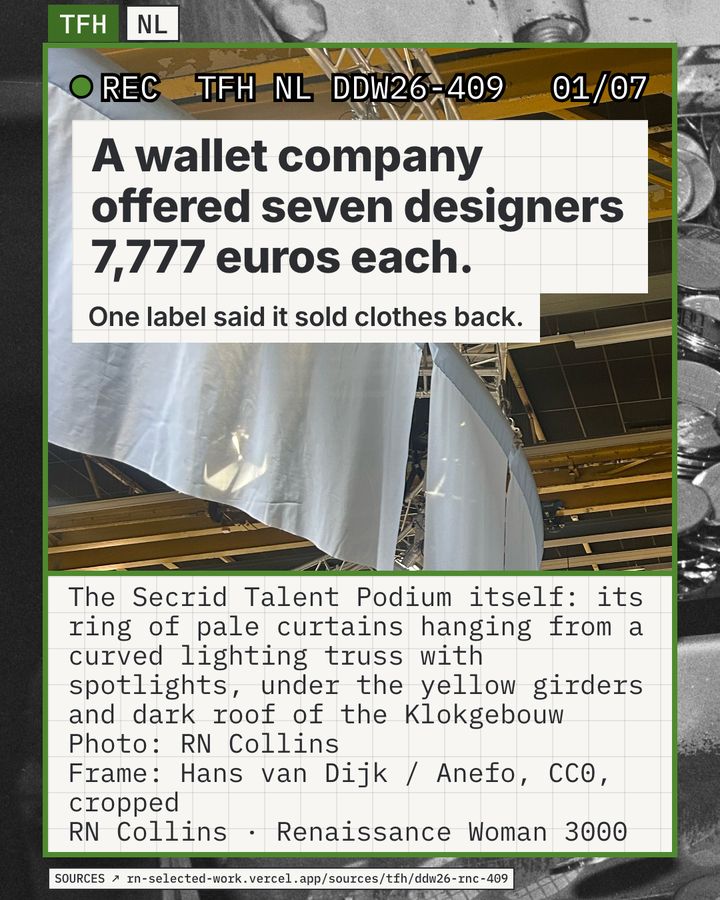 TFH NL
REC TFH NL DDW26-409 01/07
A wallet company
offered seven designers
7,777 euros each.
One label said it sold clothes back.
The Secrid Talent Podium itself: its
ring of pale curtains hanging from a
curved lighting truss with
spotlights, under the yellow girders
and dark roof of the Klokgebouw
Photo: RN Collins
Frame: Hans van Dijk / Anefo, CC0,
cropped
RN Collins · Renaissance Woman 3000
SOURCES ↗ rn-selected-work.vercel.app/sources/tfh/ddw26-rnc-409